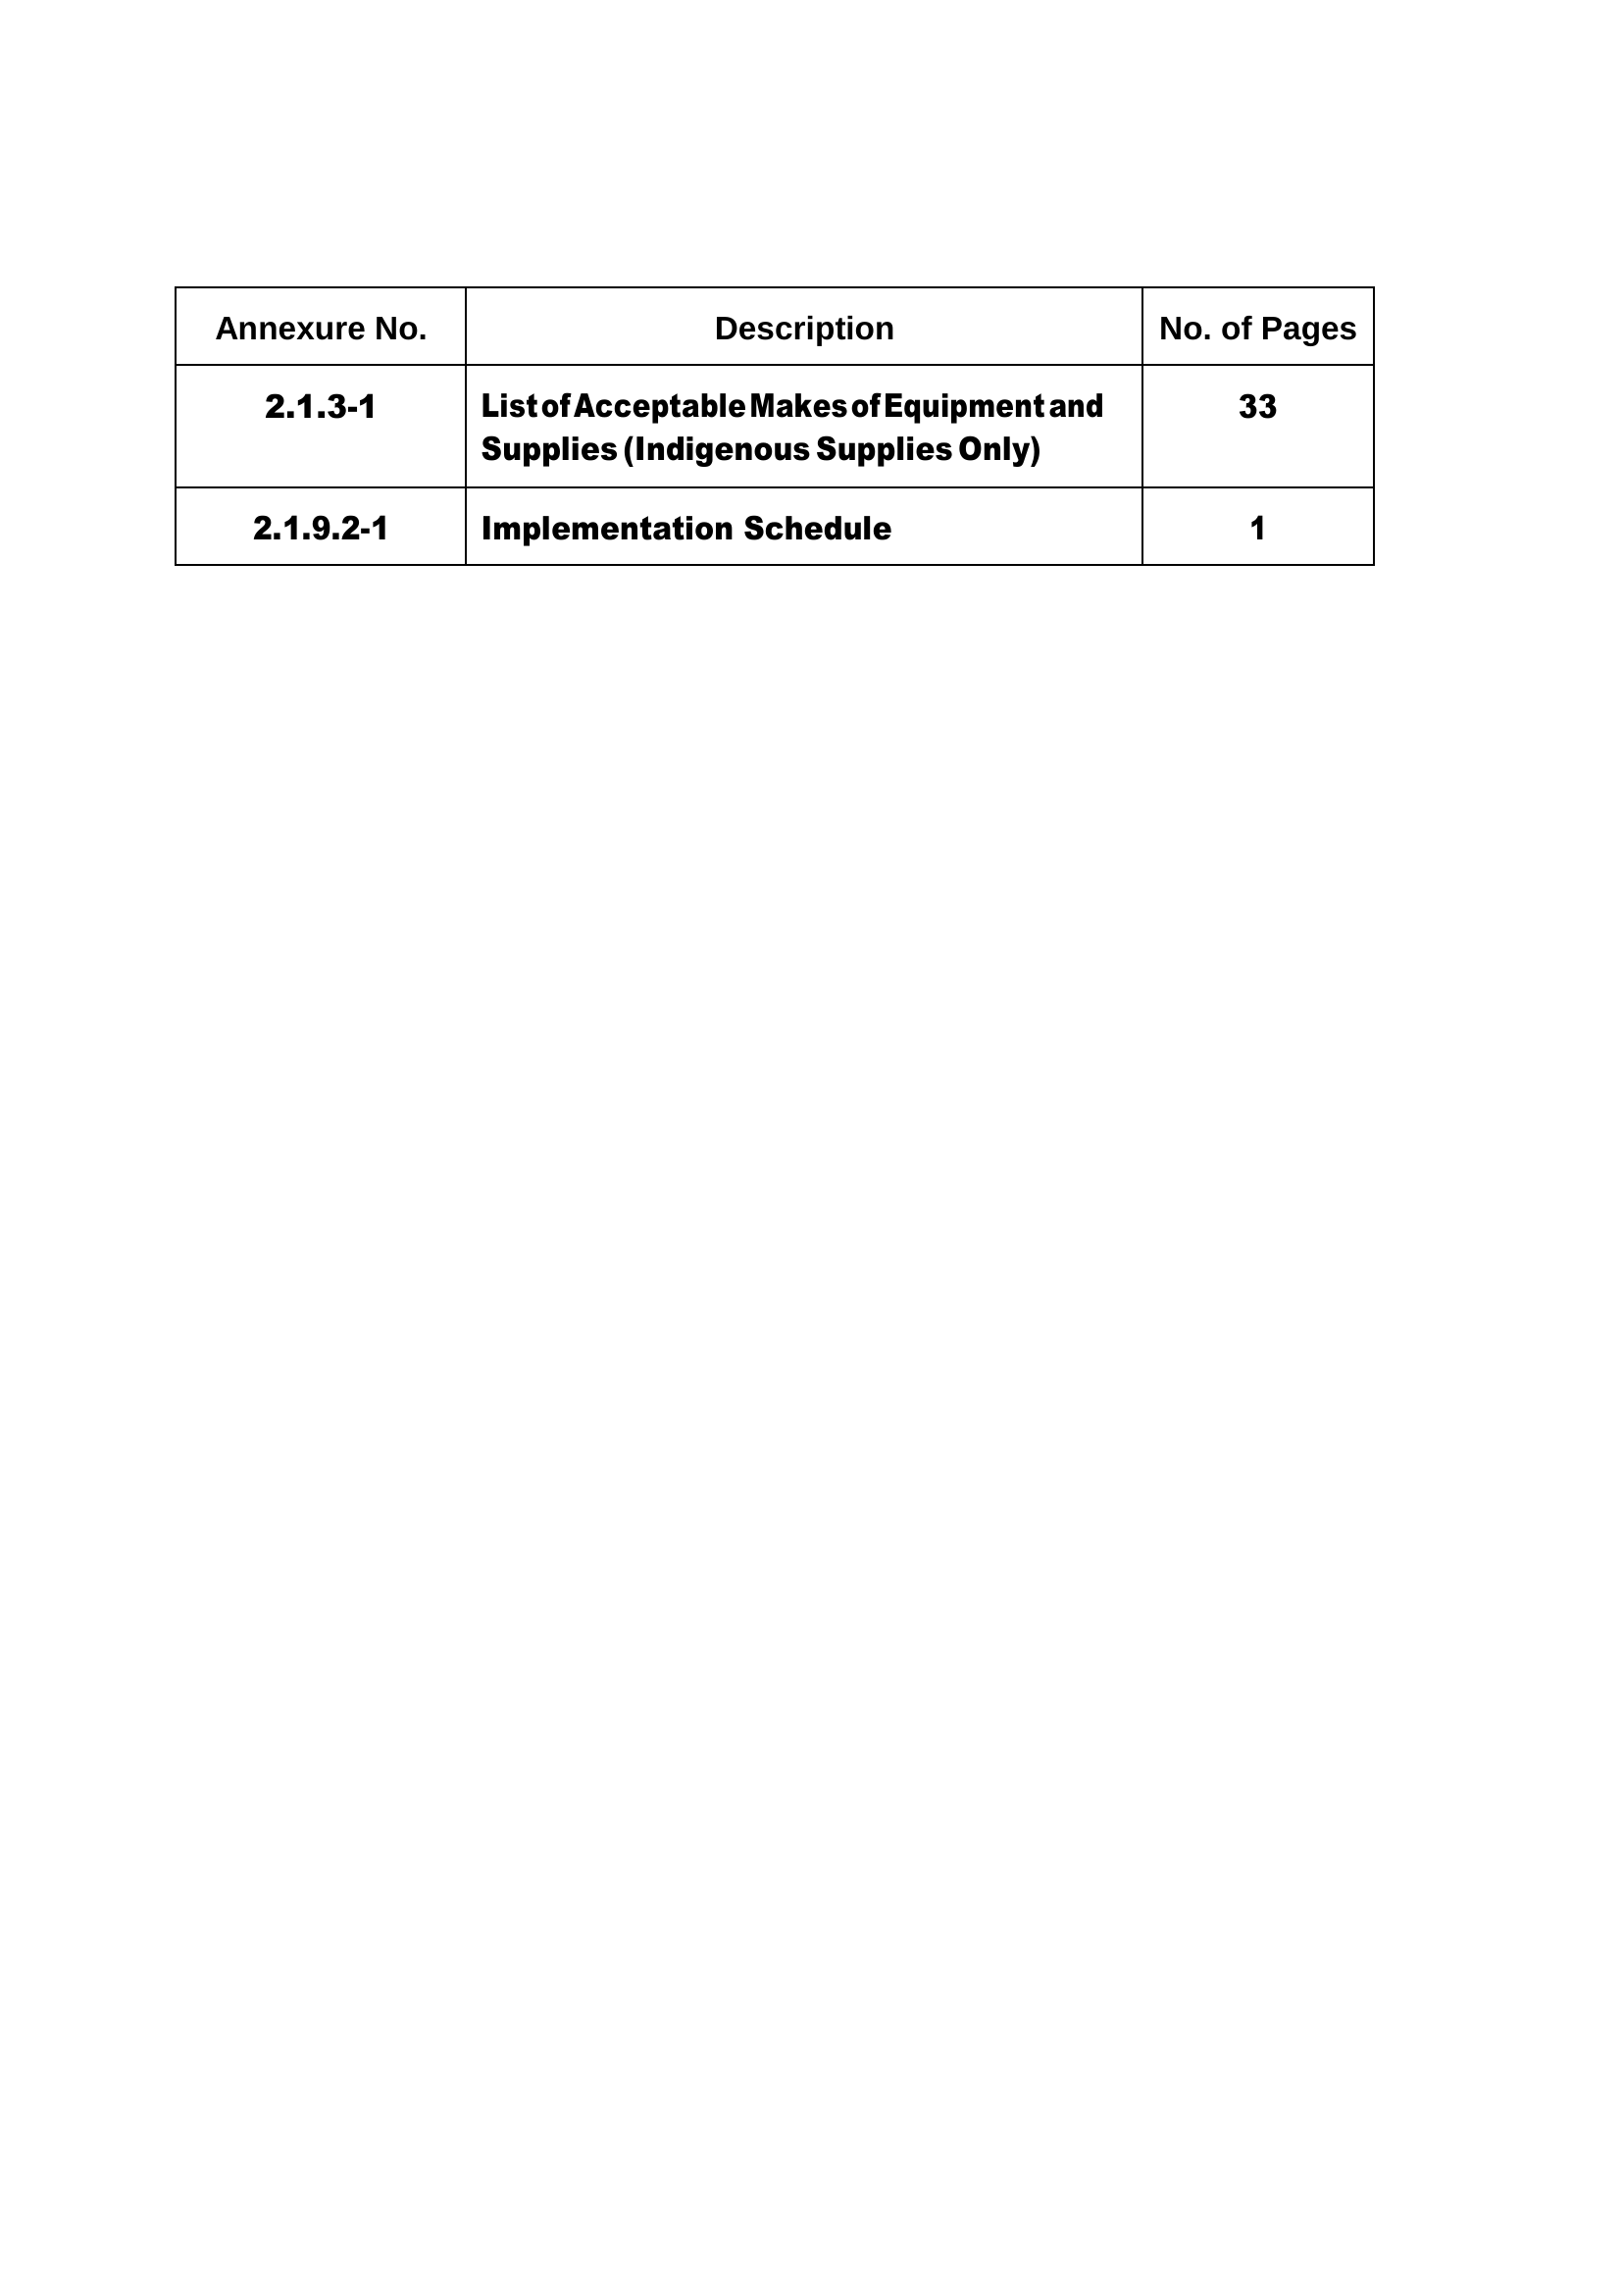 Annexure No. Description No. of Pages
2.1.3-1 List of Acceptable Makes of Equipment and 33
Supplies (Indigenous Supplies Only)
2.1.9.2-1 Implementation Schedule 1